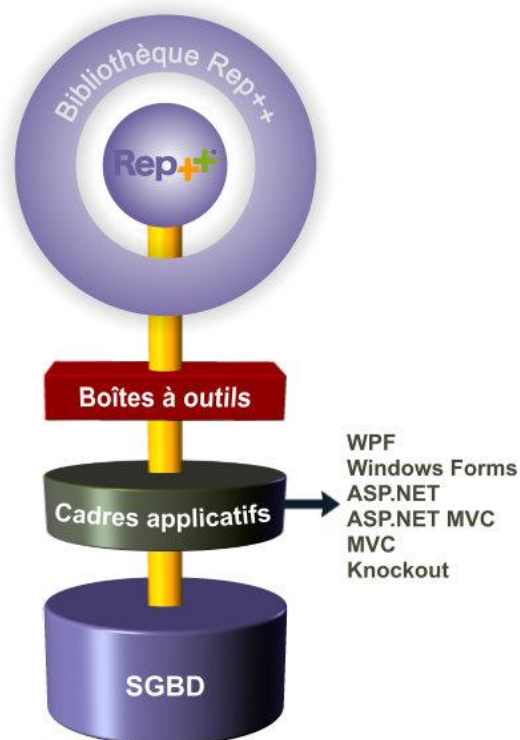 Bibliothèque Rep++
Rep++
Boîtes à outils
Cadres applicatifs
WPF
Windows Forms
ASP.NET
ASP.NET MVC
MVC
Knockout
SGBD